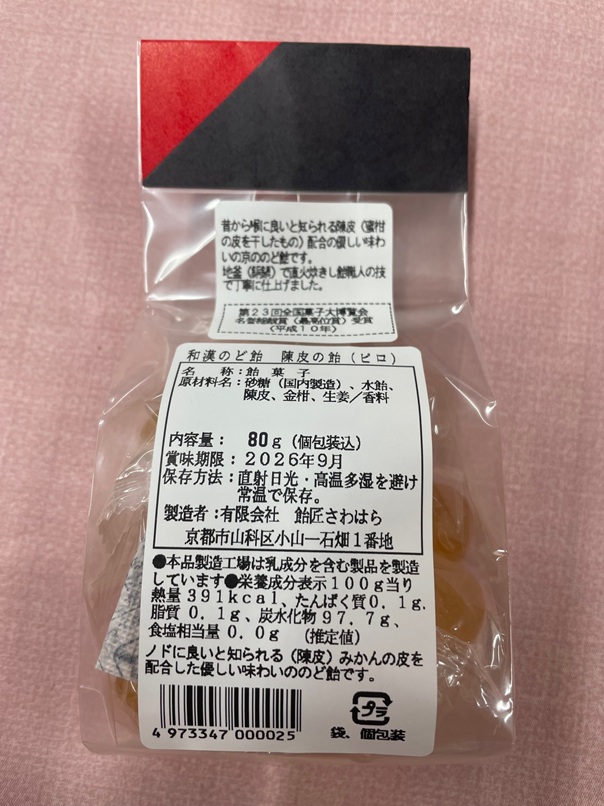 昔から喉に良いと知られる陳皮（蜜柑
の皮を干したもの）配合の優しい味わ
いの京ののど飴です。
地釜（銅鍋）で直火炊きし飴職人の技
で丁寧に仕上げました。
第23回全国菓子大博覧会
名誉総裁賞（最高位賞）受賞
（平成10年）
和漢のど飴　陳皮の飴（ピロ）
名　　称：飴菓子
原材料名：砂糖（国内製造）、水飴、
陳皮、金柑、生姜／香料
内容量：　80g（個包装込）
賞味期限：2026年9月
保存方法：直射日光・高温多湿を避け
常温で保存。
製造者：有限会社　飴匠さわはら
京都市山科区小山一石畑1番地
●本品製造工場は乳成分を含む製品を製造
しています●栄養成分表示100g当り
熱量 391kcal、たんぱく質0.1g、
脂質 0.1g、炭水化物 97.7g、
食塩相当量 0.0g　（推定値）
ノドに良いと知られる（陳皮）みかんの皮を
配合した優しい味わいののど飴です。
4 973347 000025
プラ
袋、個包装